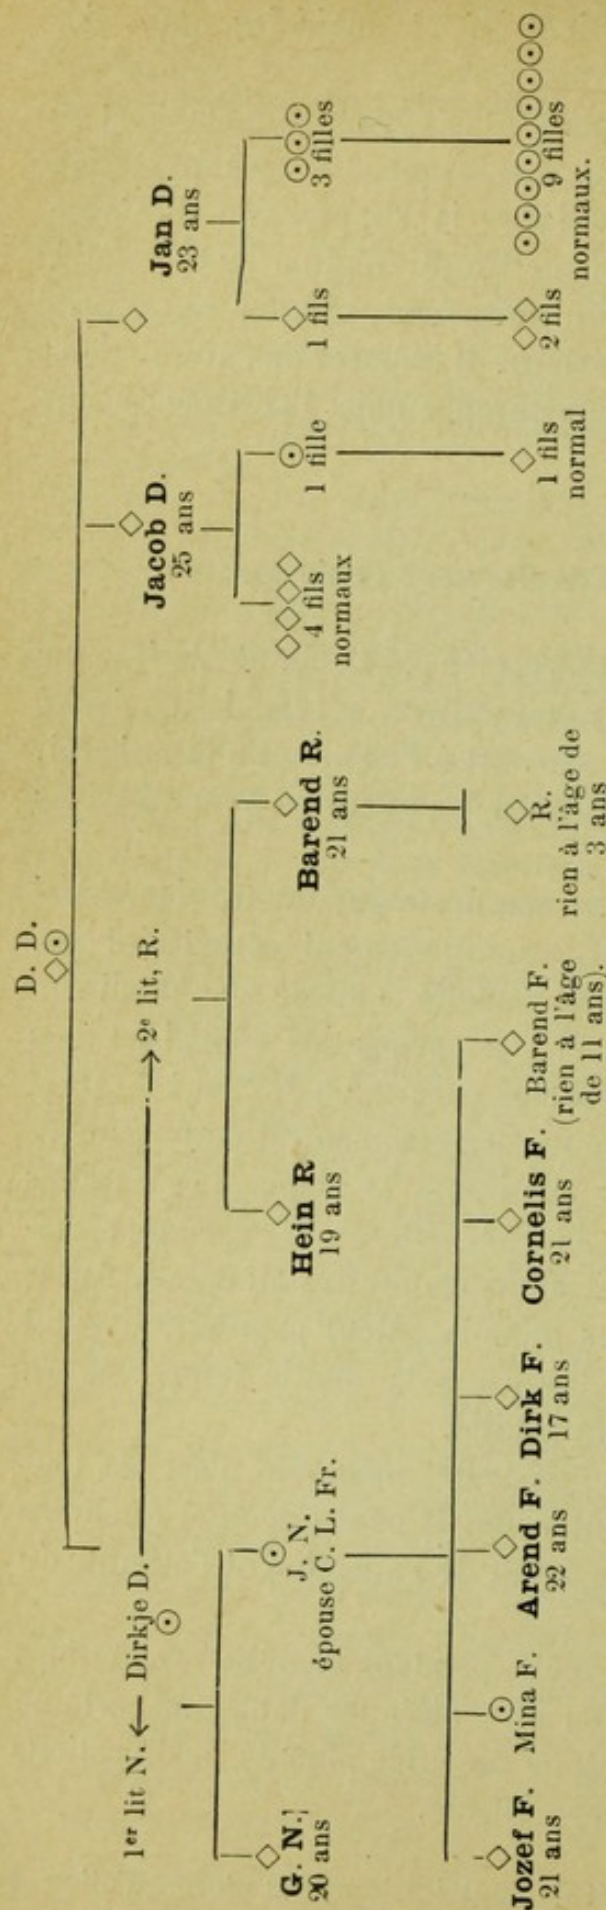 D. D.
1er lit N. ← Dirkje D.
→ 2e lit, R.
Jacob D.
25 ans
Jan D.
23 ans
G. N.
20 ans
J. N.
épouse C. L. Fr.
Hein R
19 ans
Barend R.
21 ans
4 fils
normaux
1 fille
1 fils
3 filles
Jozef F.
21 ans
Mina F.
Arend F.
22 ans
Dirk F.
17 ans
Cornelis F.
21 ans
Barend F.
(rien à l'âge
de 11 ans).
R.
rien à l'âge de
3 ans
1 fils
normal
2 fils
9 filles
normaux.